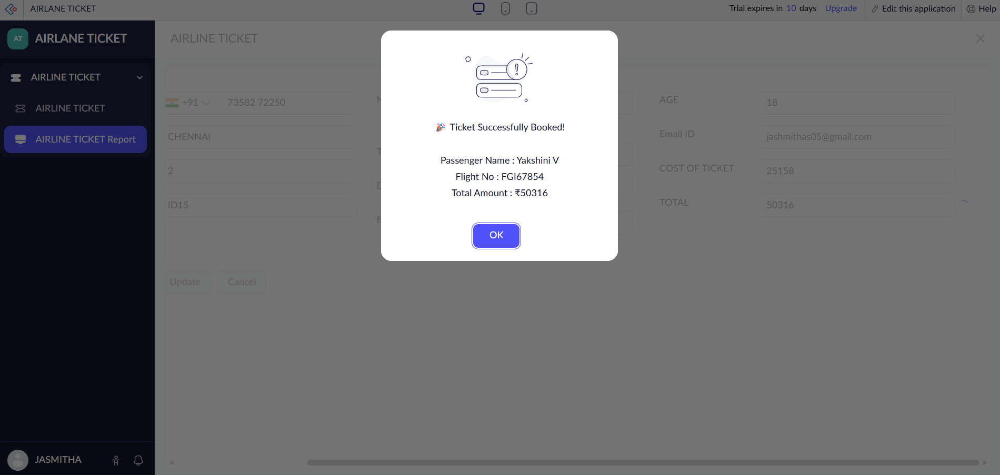 AIRLANE TICKET
Trial expires in 10 days Upgrade
Edit this application
Help
AT AIRLANE TICKET
AIRLINE TICKET
AIRLINE TICKET
AIRLINE TICKET Report
JASMITHA
AIRLINE TICKET
+91 73582 72250
AGE 18
CHENNAI
Email ID jashmithas05@gmail.com
2
COST OF TICKET 25158
ID15
TOTAL 50316
Update Cancel
🎉 Ticket Successfully Booked!
Passenger Name : Yakshini V
Flight No : FGI67854
Total Amount : ₹50316
OK